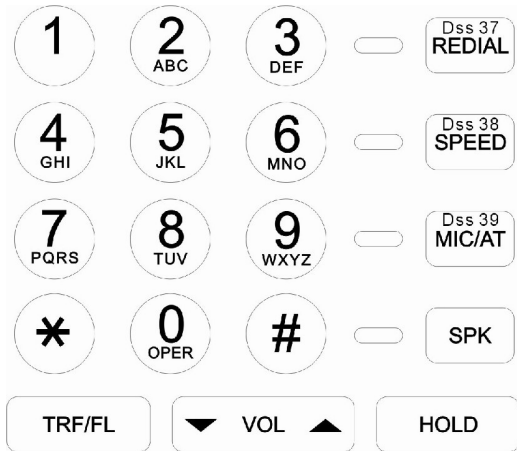 1 2 3 Dss 37
ABC DEF REDIAL
4 5 6 Dss 38
GHI JKL MNO SPEED
7 8 9 Dss 39
PQRS TUV WXYZ MIC/AT
* 0 # SPK
OPER
TRF/FL VOL HOLD